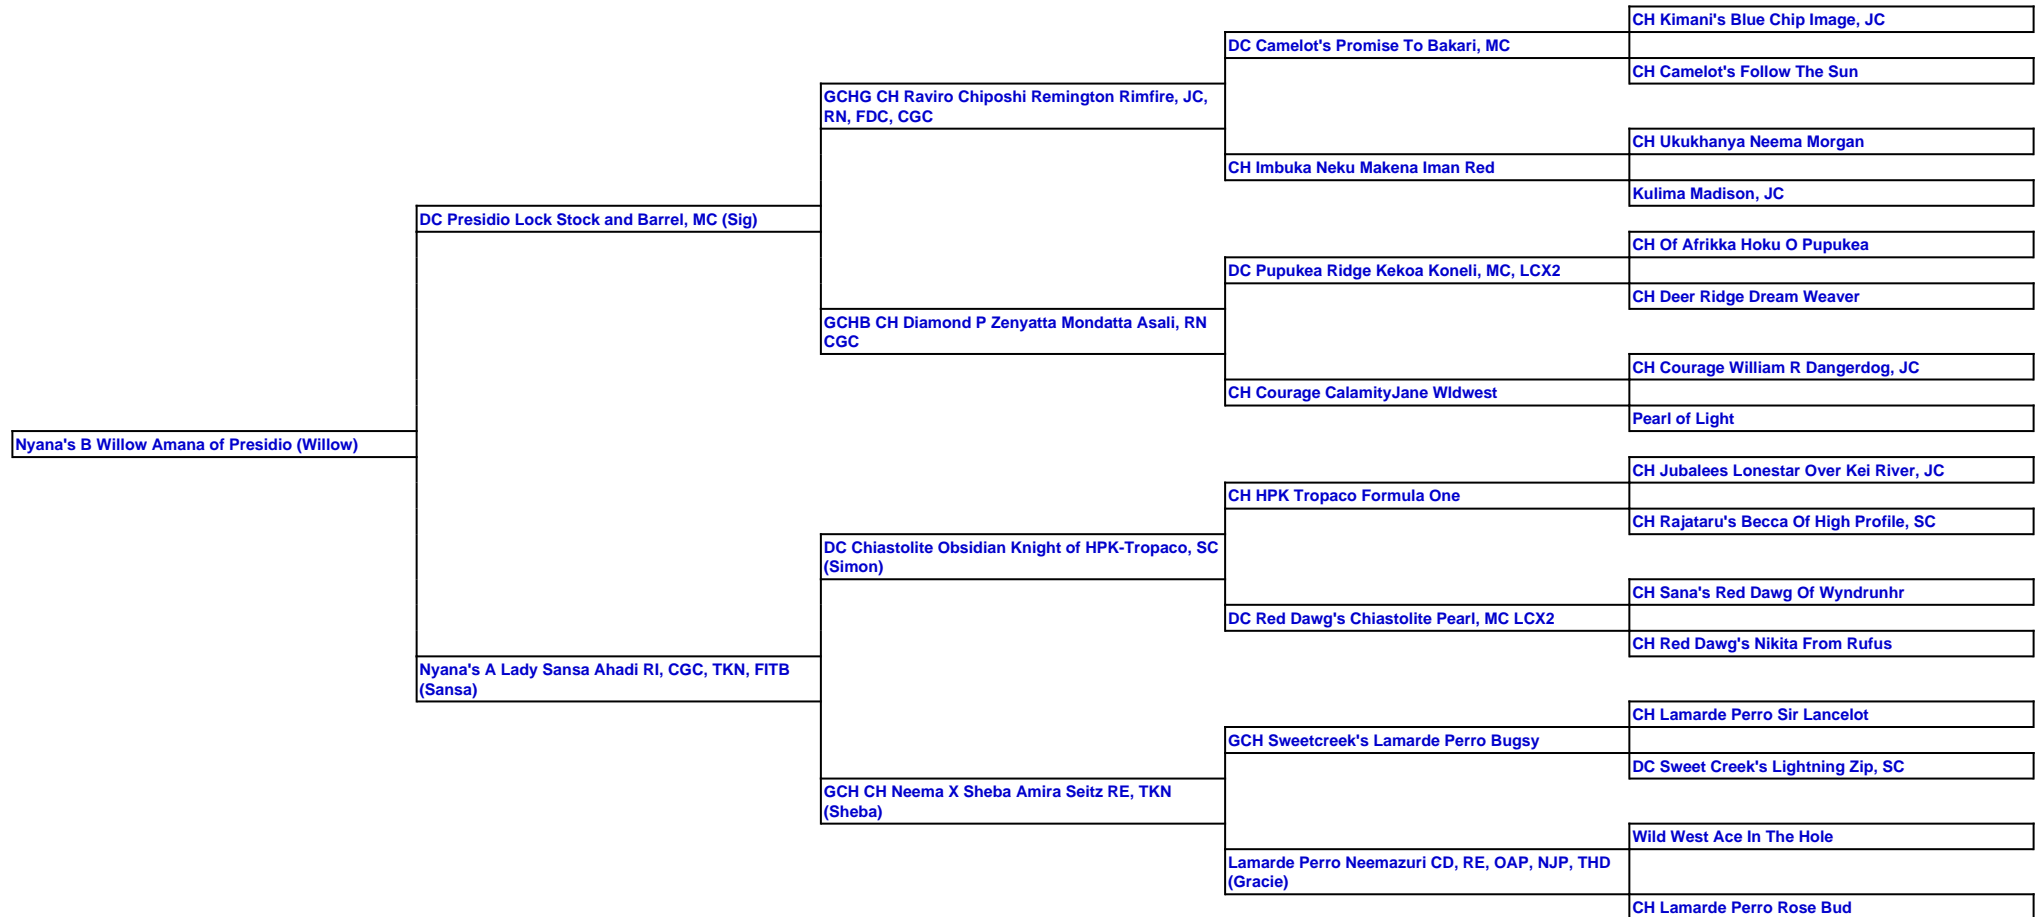 CH Kimani's Blue Chip Image, JC
DC Camelot's Promise To Bakari, MC
CH Camelot's Follow The Sun
GCHG CH Raviro Chiposhi Remington Rimfire, JC,
RN, FDC, CGC
CH Ukukhanya Neema Morgan
CH Imbuka Neku Makena Iman Red
Kulima Madison, JC
DC Presidio Lock Stock and Barrel, MC (Sig)
CH Of Afrikka Hoku O Pupukea
DC Pupukea Ridge Kekoa Koneli, MC, LCX2
CH Deer Ridge Dream Weaver
GCHB CH Diamond P Zenyatta Mondatta Asali, RN
CGC
CH Courage William R Dangerdog, JC
CH Courage CalamityJane Wldwest
Pearl of Light
Nyana's B Willow Amana of Presidio (Willow)
CH Jubalees Lonestar Over Kei River, JC
CH HPK Tropaco Formula One
CH Rajataru's Becca Of High Profile, SC
DC Chiastolite Obsidian Knight of HPK-Tropaco, SC
(Simon)
CH Sana's Red Dawg Of Wyndrunhr
DC Red Dawg's Chiastolite Pearl, MC LCX2
CH Red Dawg's Nikita From Rufus
Nyana's A Lady Sansa Ahadi RI, CGC, TKN, FITB
(Sansa)
CH Lamarde Perro Sir Lancelot
GCH Sweetcreek's Lamarde Perro Bugsy
DC Sweet Creek's Lightning Zip, SC
GCH CH Neema X Sheba Amira Seitz RE, TKN
(Sheba)
Wild West Ace In The Hole
Lamarde Perro Neemazuri CD, RE, OAP, NJP, THD
(Gracie)
CH Lamarde Perro Rose Bud